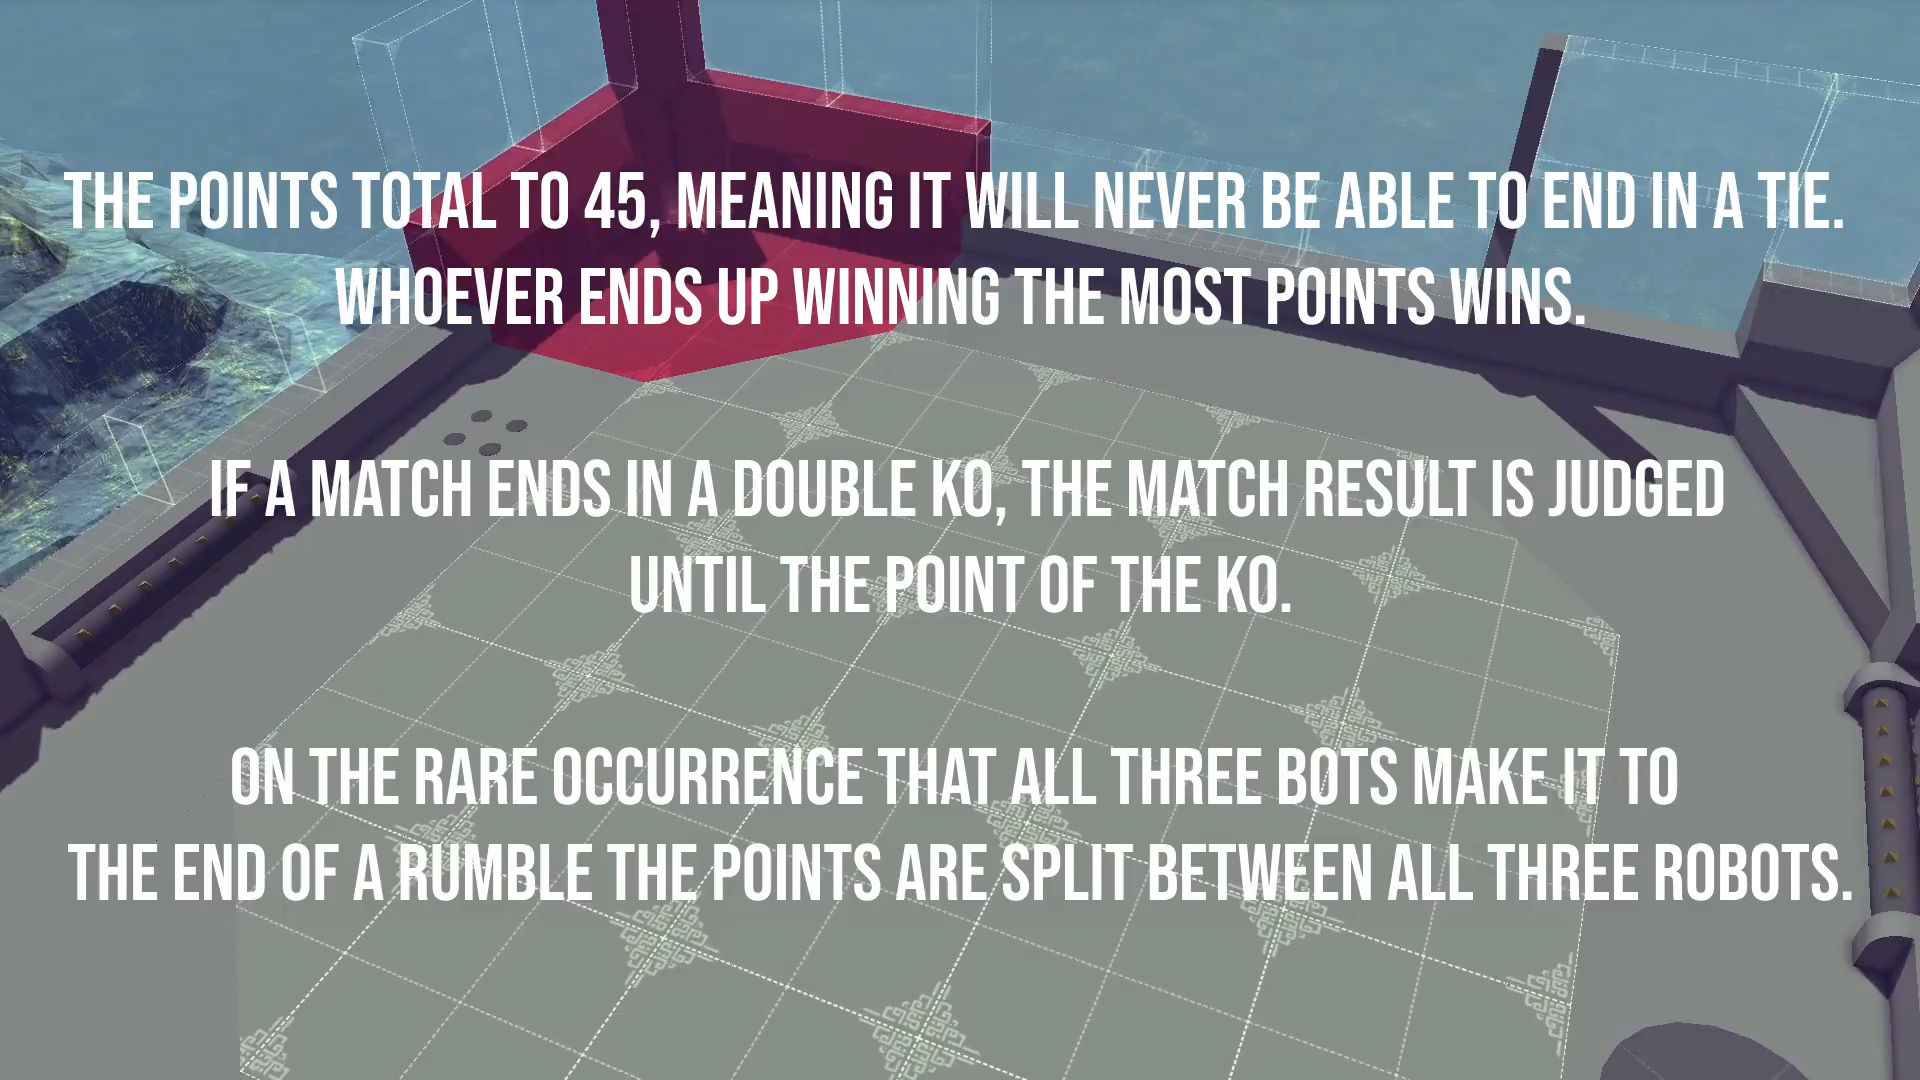 THE POINTS TOTAL TO 45, MEANING IT WILL NEVER BE ABLE TO END IN A TIE.
WHOEVER ENDS UP WINNING THE MOST POINTS WINS.
IF A MATCH ENDS IN A DOUBLE KO, THE MATCH RESULT IS JUDGED
UNTIL THE POINT OF THE KO.
ON THE RARE OCCURRENCE THAT ALL THREE BOTS MAKE IT TO
THE END OF A RUMBLE THE POINTS ARE SPLIT BETWEEN ALL THREE ROBOTS.